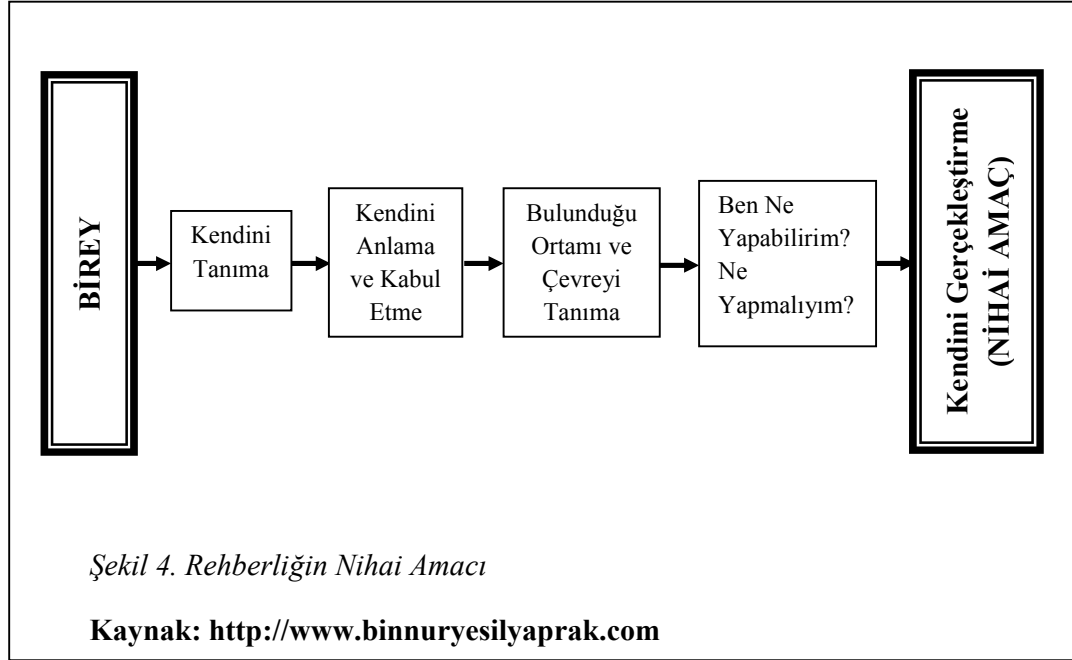 BİREY
Kendini
Tanıma
Kendini
Anlama
ve Kabul
Etme
Bulunduğu
Ortamı ve
Çevreyi
Tanıma
Ben Ne
Yapabilirim?
Ne
Yapmalıyım?
Kendini Gerçekleştirme
(NİHAİ AMAÇ)
Şekil 4. Rehberliğin Nihai Amacı
Kaynak: http://www.binnuryesilyaprak.com